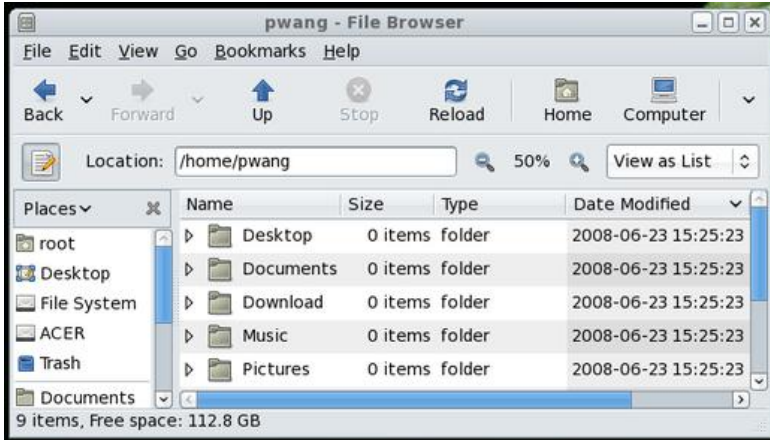 pwang - File Browser
File Edit View Go Bookmarks Help
Back Forward Up Stop Reload Home Computer
Location: /home/pwang 50% View as List
Places Name Size Type Date Modified
root Desktop 0 items folder 2008-06-23 15:25:23
Desktop Documents 0 items folder 2008-06-23 15:25:23
File System Download 0 items folder 2008-06-23 15:25:23
ACER Music 0 items folder 2008-06-23 15:25:23
Trash Pictures 0 items folder 2008-06-23 15:25:23
Documents
9 items, Free space: 112.8 GB